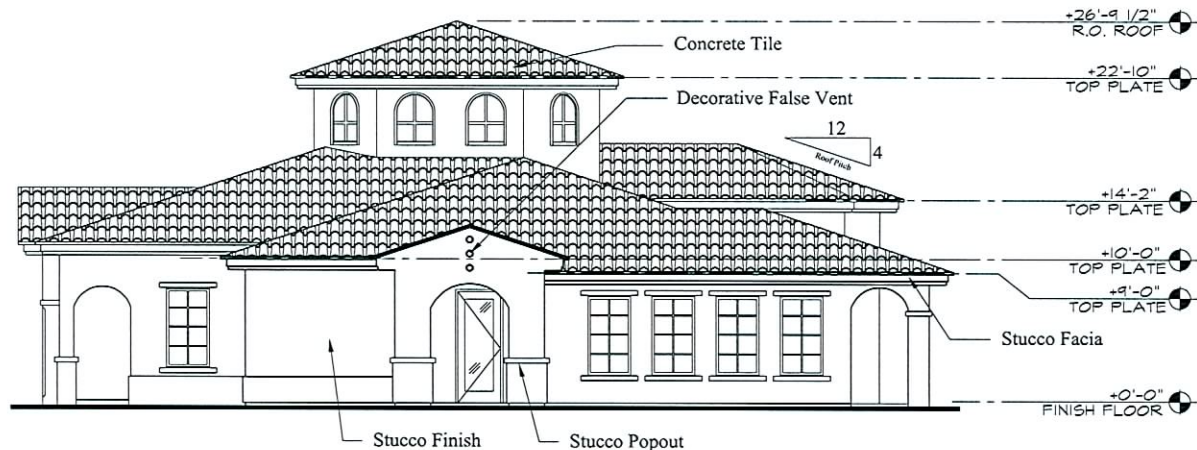 +26'-9 1/2"
R.O. ROOF
Concrete Tile
+22'-10"
TOP PLATE
Decorative False Vent
12
4
Roof Pitch
+14'-2"
TOP PLATE
+10'-0"
TOP PLATE
+9'-0"
TOP PLATE
Stucco Facia
+0'-0"
FINISH FLOOR
Stucco Finish
Stucco Popout